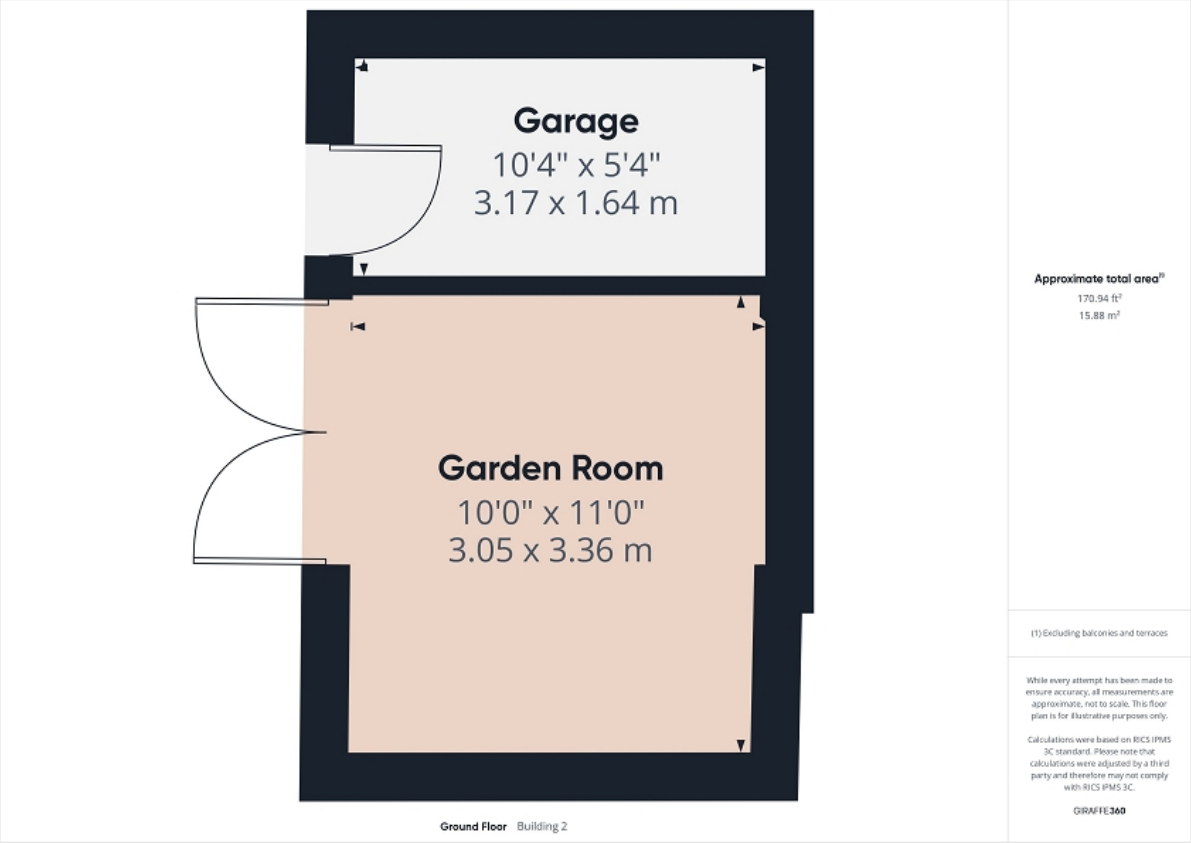 Garage
10'4" x 5'4"
3.17 x 1.64 m
Garden Room
10'0" x 11'0"
3.05 x 3.36 m
Ground Floor Building 2
Approximate total area⁽¹⁾
170.94 ft²
15.88 m²
(1) Excluding balconies and terraces
While every attempt has been made to
ensure accuracy, all measurements are
approximate, not to scale. This floor
plan is for illustrative purposes only.
Calculations were based on RICS IPMS
3C standard. Please note that
calculations were adjusted by a third
party and therefore may not comply
with RICS IPMS 3C.
GIRAFFE360